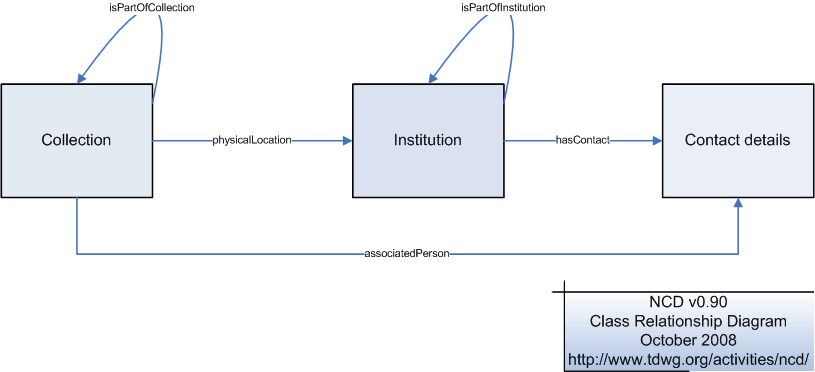 isPartOfCollection
isPartOfInstitution
Collection
physicalLocation
Institution
hasContact
Contact details
associatedPerson
NCD v0.90
Class Relationship Diagram
October 2008
http://www.tdwg.org/activities/ncd/